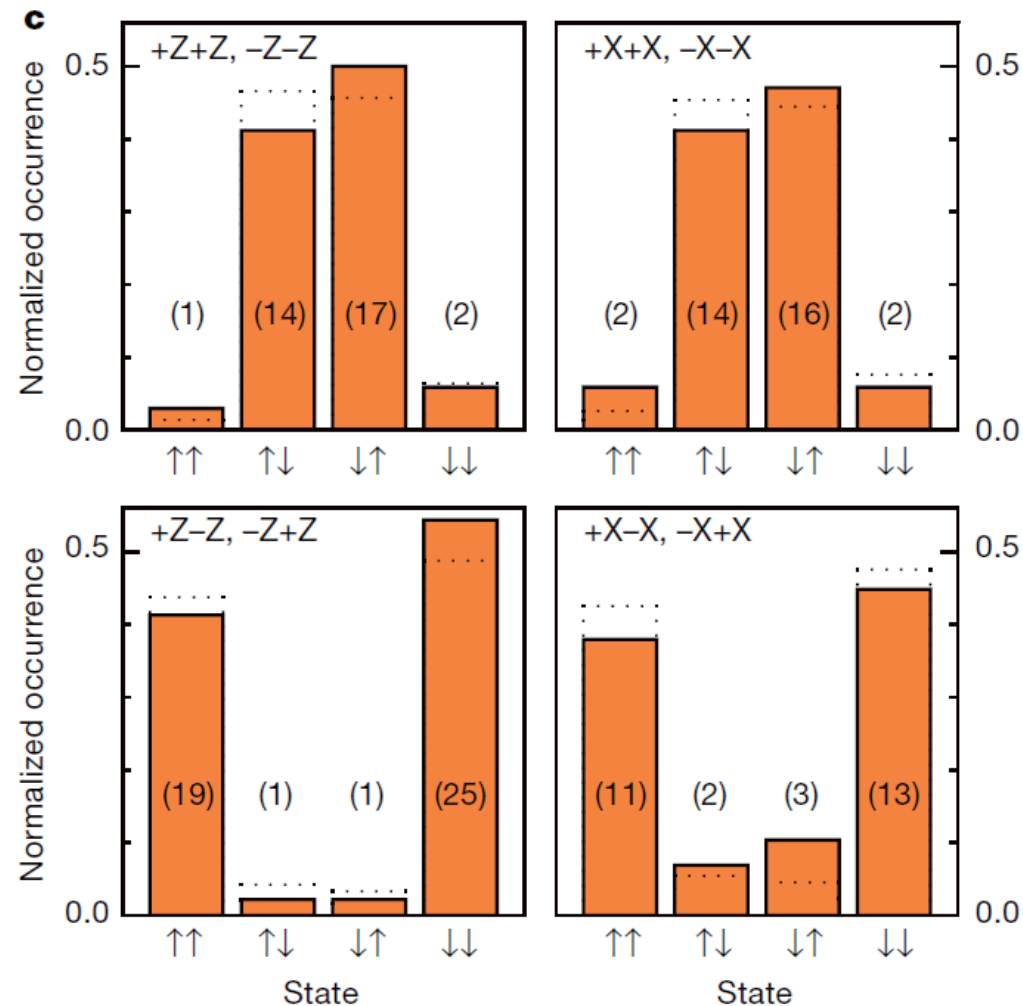 c
+Z+Z, –Z–Z
+X+X, –X–X
Normalized occurrence
0.5
0.5
(1)
(14)
(17)
(2)
(2)
(14)
(16)
(2)
0.0
0.0
↑↑ ↑↓ ↓↑ ↓↓
↑↑ ↑↓ ↓↑ ↓↓
+Z–Z, –Z+Z
+X–X, –X+X
Normalized occurrence
0.5
0.5
(19)
(1)
(1)
(25)
(11)
(2)
(3)
(13)
0.0
0.0
↑↑ ↑↓ ↓↑ ↓↓
↑↑ ↑↓ ↓↑ ↓↓
State
State